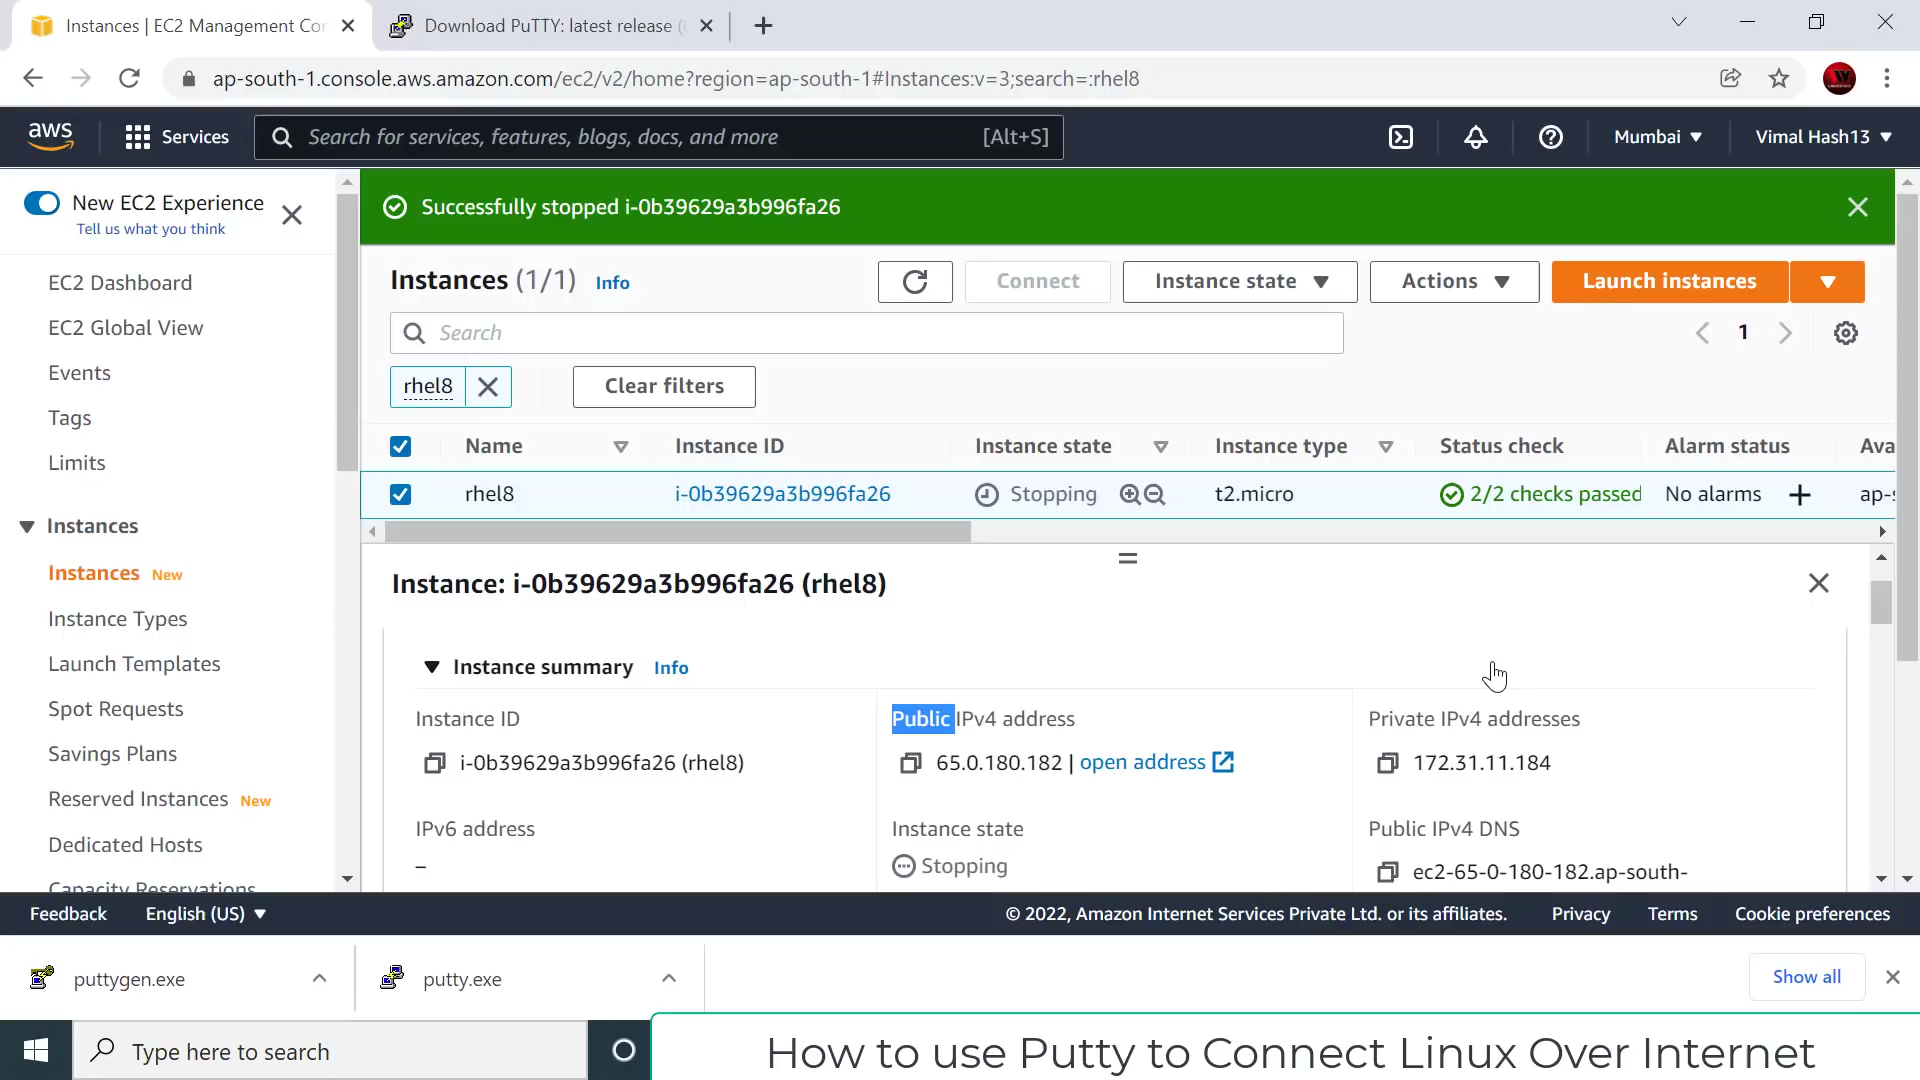 Instances | EC2 Management Con
Download PuTTY: latest release (
ap-south-1.console.aws.amazon.com/ec2/v2/home?region=ap-south-1#Instances:v=3;search=:rhel8
aws
Services
Search for services, features, blogs, docs, and more
[Alt+S]
Mumbai
Vimal Hash13
New EC2 Experience
Tell us what you think
Successfully stopped i-0b39629a3b996fa26
EC2 Dashboard
EC2 Global View
Events
Tags
Limits
Instances
Instances New
Instance Types
Launch Templates
Spot Requests
Savings Plans
Reserved Instances New
Dedicated Hosts
Capacity Reservations
Instances (1/1) Info
Connect
Instance state
Actions
Launch instances
Search
1
rhel8
Clear filters
Name Instance ID Instance state Instance type Status check Alarm status Ava
rhel8 i-0b39629a3b996fa26 Stopping t2.micro 2/2 checks passed No alarms ap-s
Instance: i-0b39629a3b996fa26 (rhel8)
Instance summary Info
Instance ID
i-0b39629a3b996fa26 (rhel8)
Public IPv4 address
65.0.180.182 | open address
Private IPv4 addresses
172.31.11.184
IPv6 address
–
Instance state
Stopping
Public IPv4 DNS
ec2-65-0-180-182.ap-south-
Feedback
English (US)
© 2022, Amazon Internet Services Private Ltd. or its affiliates.
Privacy
Terms
Cookie preferences
puttygen.exe
putty.exe
Show all
Type here to search
How to use Putty to Connect Linux Over Internet